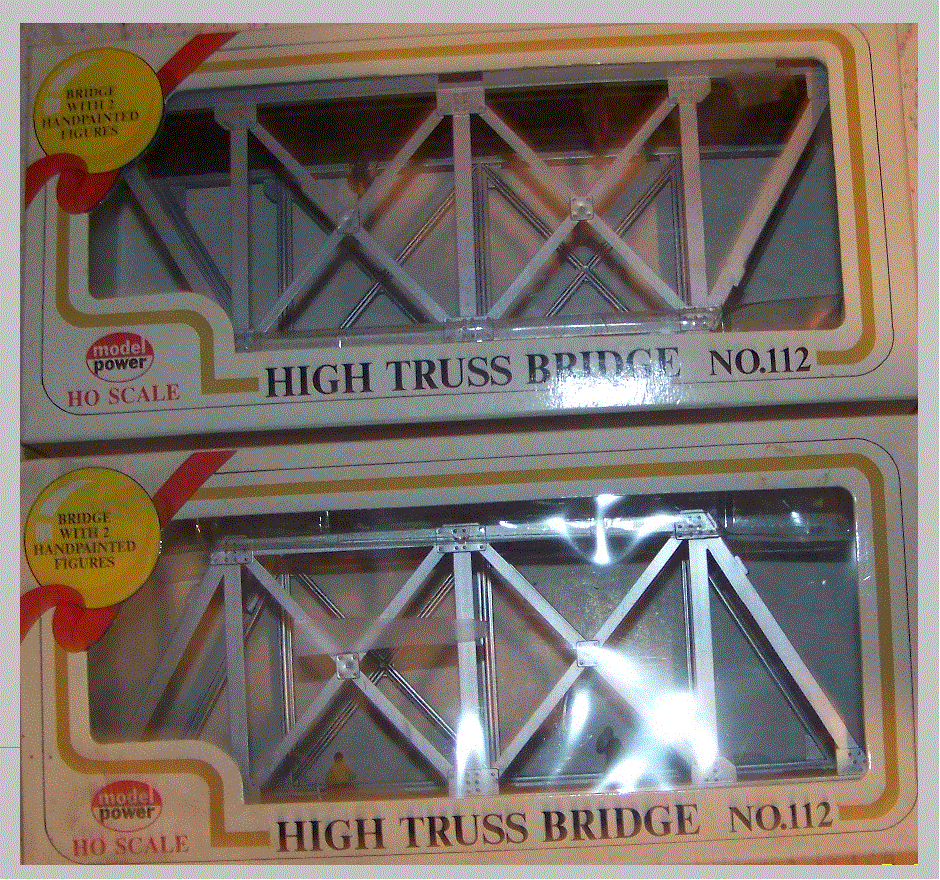 BRIDGE
WITH 2
HANDPAINTED
FIGURES
model
power
HO SCALE
HIGH TRUSS BRIDGE NO.112
BRIDGE
WITH 2
HANDPAINTED
FIGURES
model
power
HO SCALE
HIGH TRUSS BRIDGE NO.112